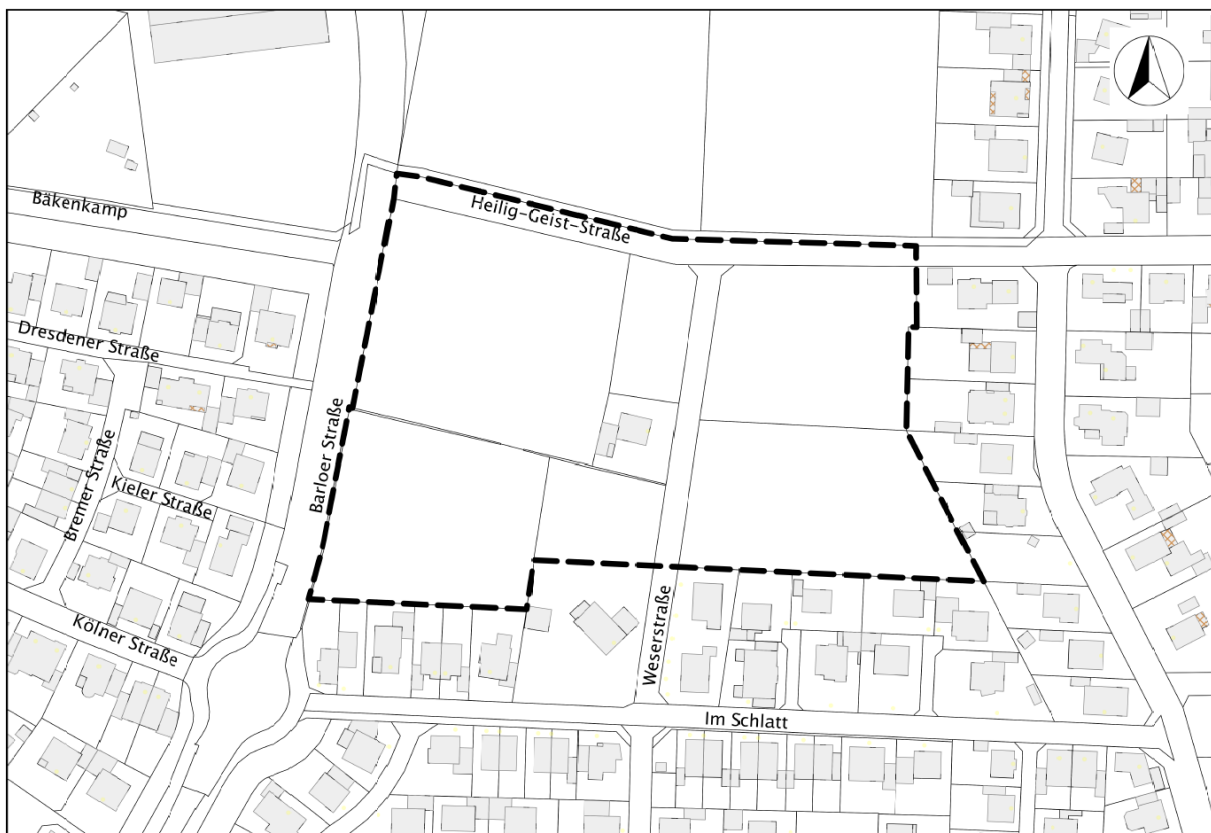 Bäkenkamp
Heilig-Geist-Straße
Dresdener Straße
Barloer Straße
Bremer Straße
Kieler Straße
Kölner Straße
Weserstraße
Im Schlatt